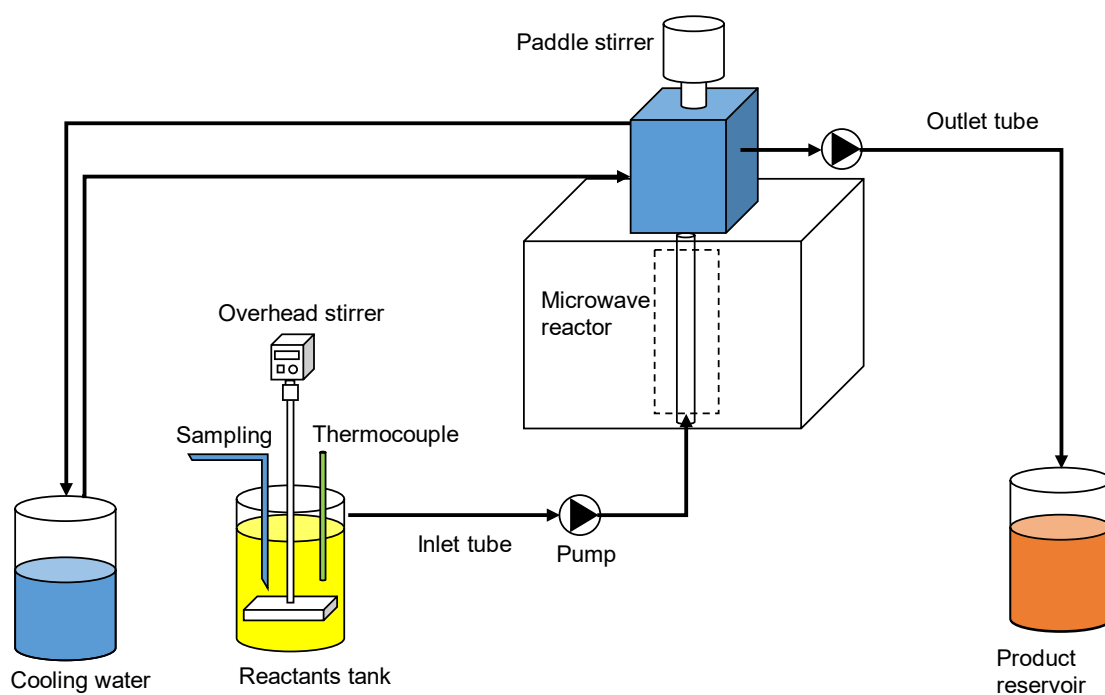 Paddle stirrer
Outlet tube
Microwave
reactor
Overhead stirrer
Sampling
Thermocouple
Inlet tube
Pump
Cooling water
Reactants tank
Product
reservoir